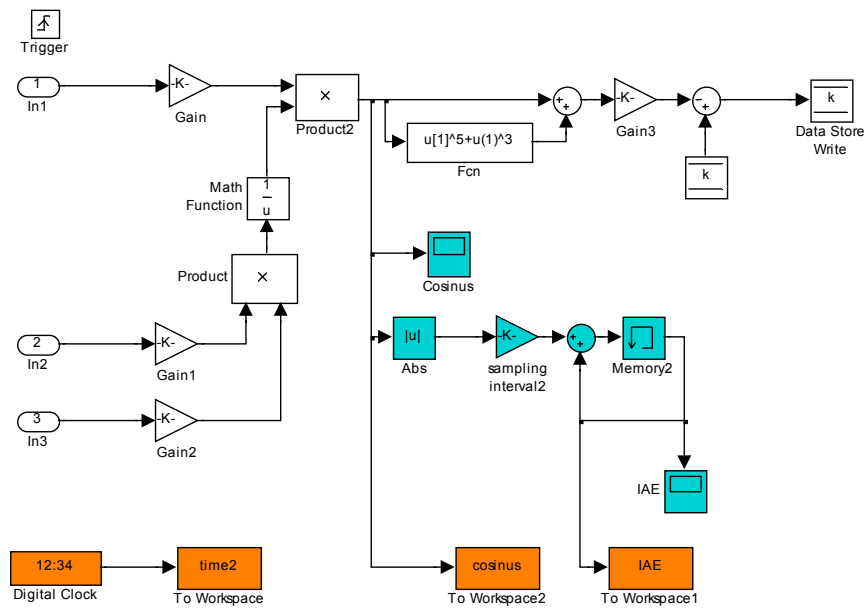 Trigger
1
In1
-K-
Gain
×
Product2
u[1]^5+u(1)^3
Fcn
+
+
-K-
Gain3
-
+
k
Data Store
Write
k
Math
Function
1
u
Product
×
Cosinus
2
In2
-K-
Gain1
|u|
Abs
-K-
sampling
interval2
+
+
Memory2
3
In3
-K-
Gain2
IAE
12:34
Digital Clock
time2
To Workspace
cosinus
To Workspace2
IAE
To Workspace1